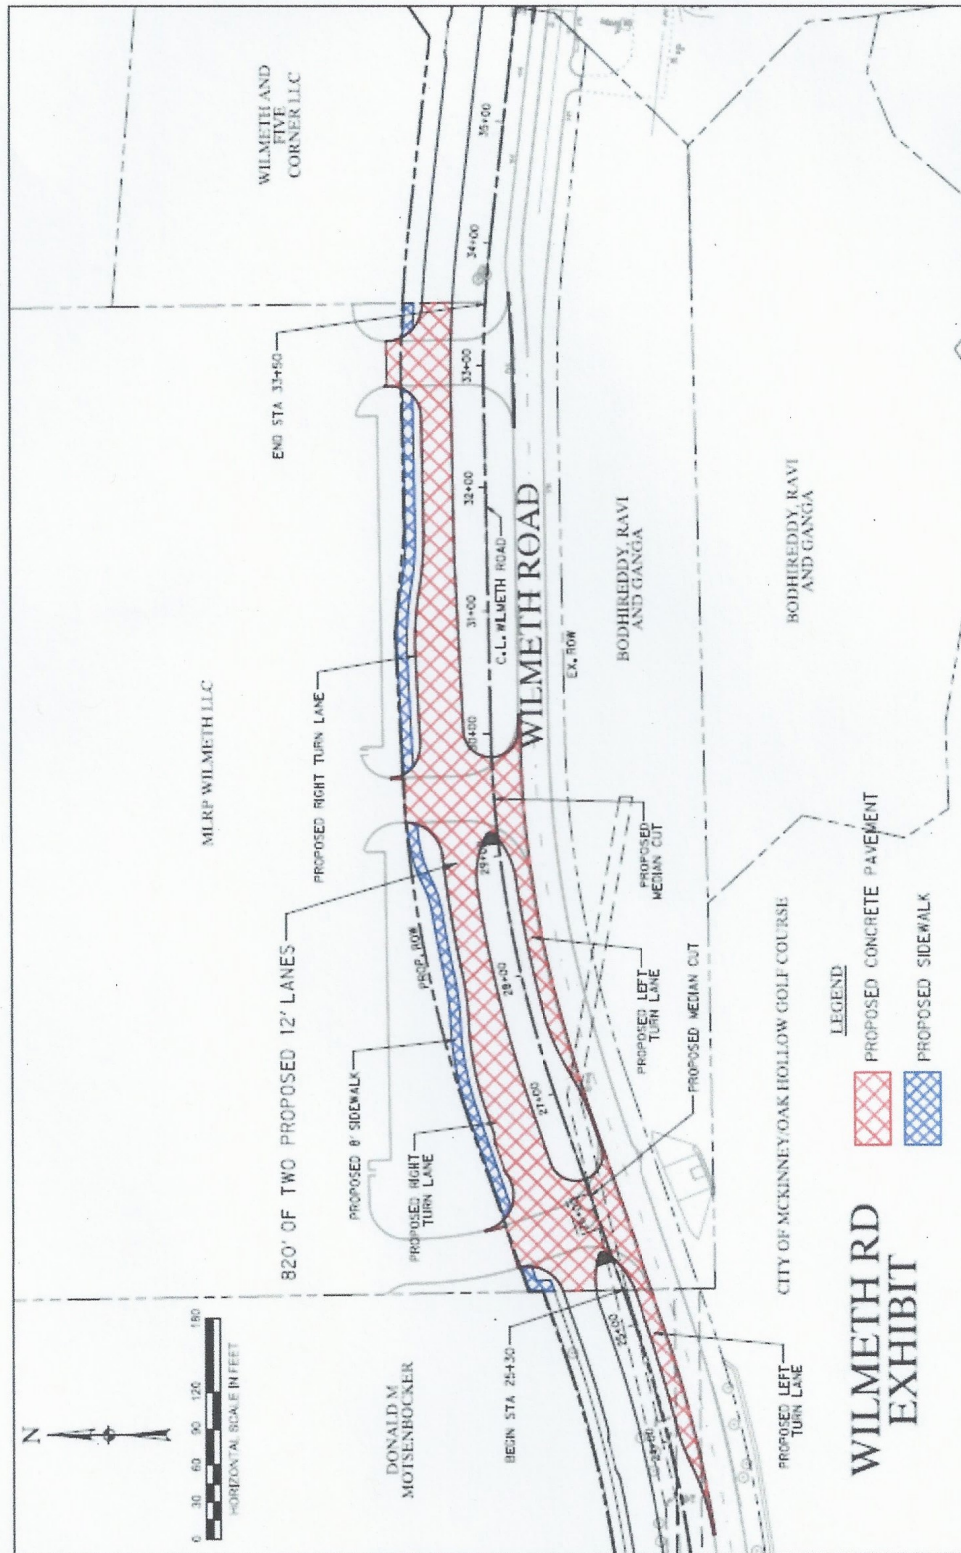 N
0 30 60 90 120 180
HORIZONTAL SCALE IN FEET
DONALD M
MOTSENBOCKER
MLRP WILMETH LLC
WILMETH AND
FIVE
CORNER LLC
820' OF TWO PROPOSED 12' LANES
PROPOSED 8' SIDEWALK
PROPOSED RIGHT
TURN LANE
PROP. ROW
PROPOSED RIGHT TURN LANE
END STA 33+50
BEGIN STA 25+30
25+00
27+00
28+00
30+00
31+00
32+00
33+00
34+00
35+00
C.L. WILMETH ROAD
WILMETH ROAD
EX. ROW
PROPOSED
MEDIAN CUT
PROPOSED LEFT
TURN LANE
PROPOSED MEDIAN CUT
PROPOSED LEFT
TURN LANE
BODHIREDDY, RAVI
AND GANGA
BODHIREDDY, RAVI
AND GANGA
CITY OF MCKINNEY/OAK HOLLOW GOLF COURSE
LEGEND
PROPOSED CONCRETE PAVEMENT
PROPOSED SIDEWALK
WILMETH RD
EXHIBIT